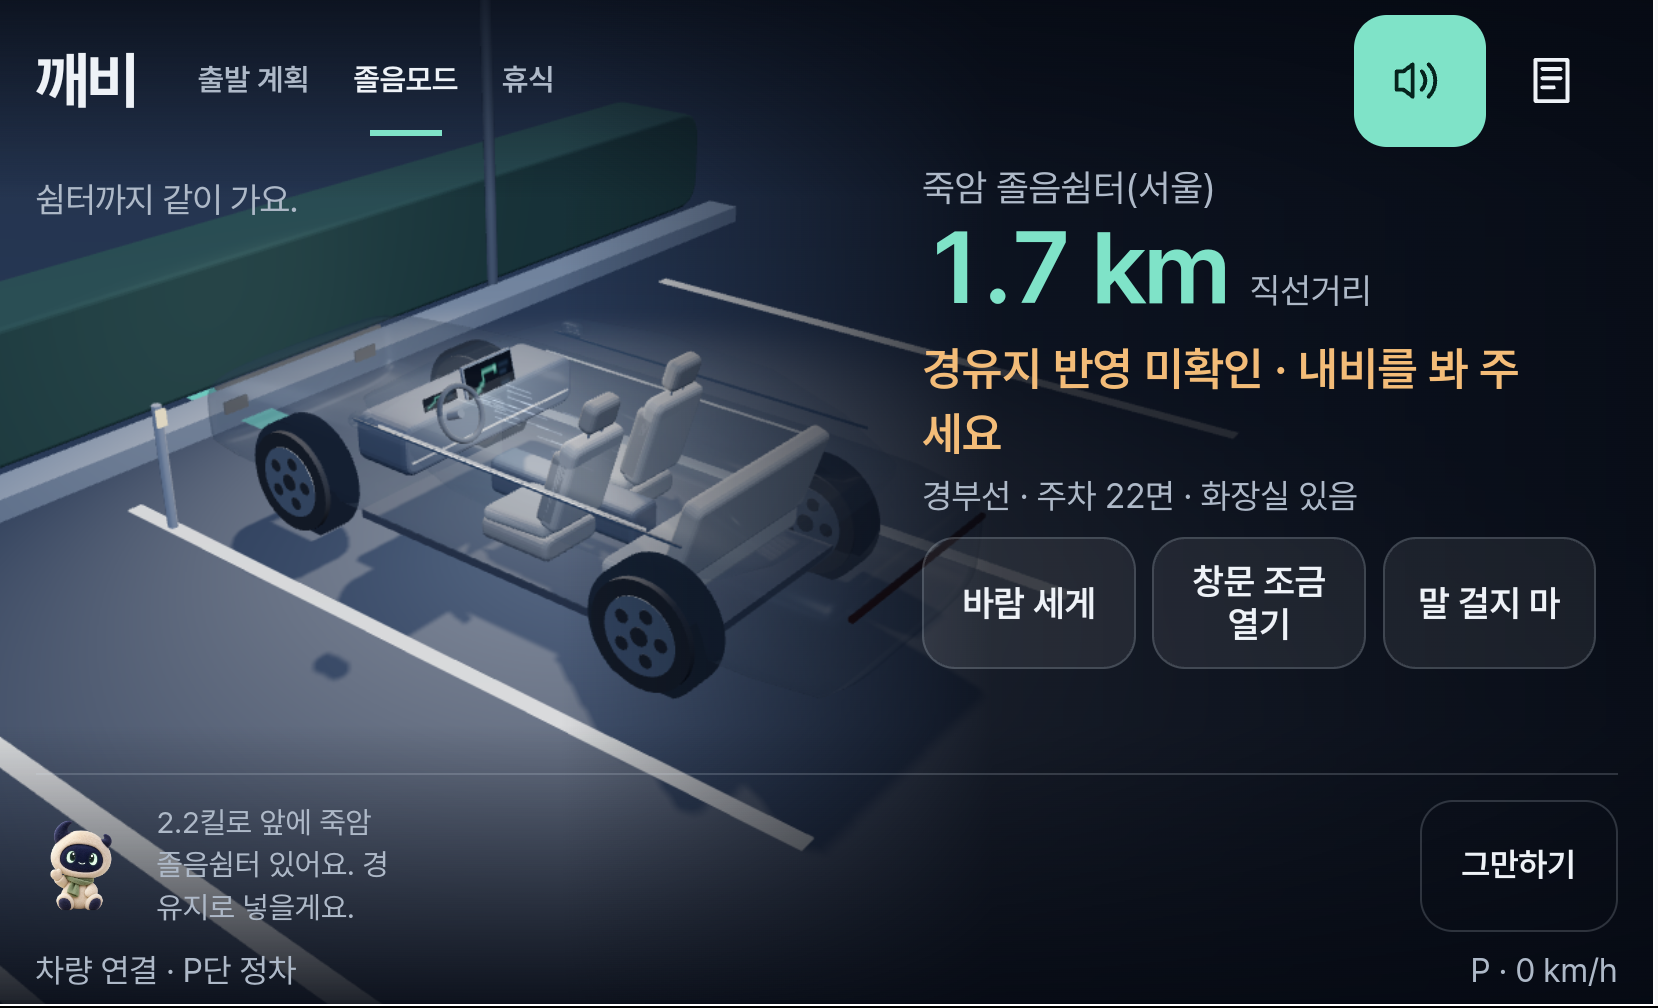 깨비
출발 계획
졸음모드
휴식
쉼터까지 같이 가요.
죽암 졸음쉼터(서울)
1.7 km 직선거리
경유지 반영 미확인 · 내비를 봐 주
세요
경부선 · 주차 22면 · 화장실 있음
바람 세게
창문 조금
열기
말 걸지 마
2.2킬로 앞에 죽암
졸음쉼터 있어요. 경
유지로 넣을게요.
그만하기
차량 연결 · P단 정차
P · 0 km/h